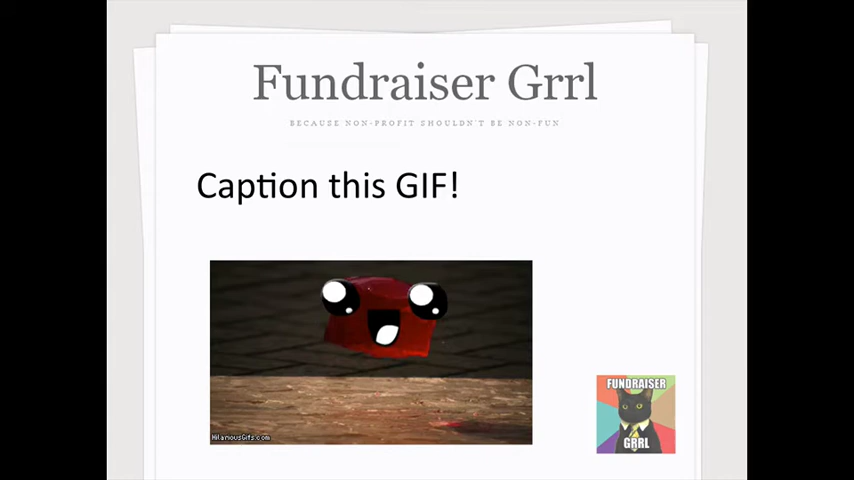 Fundraiser Grrl
BECAUSE NON-PROFIT SHOULDN'T BE NON-FUN
Caption this GIF!
HilariousGifs.com
FUNDRAISER
GRRL